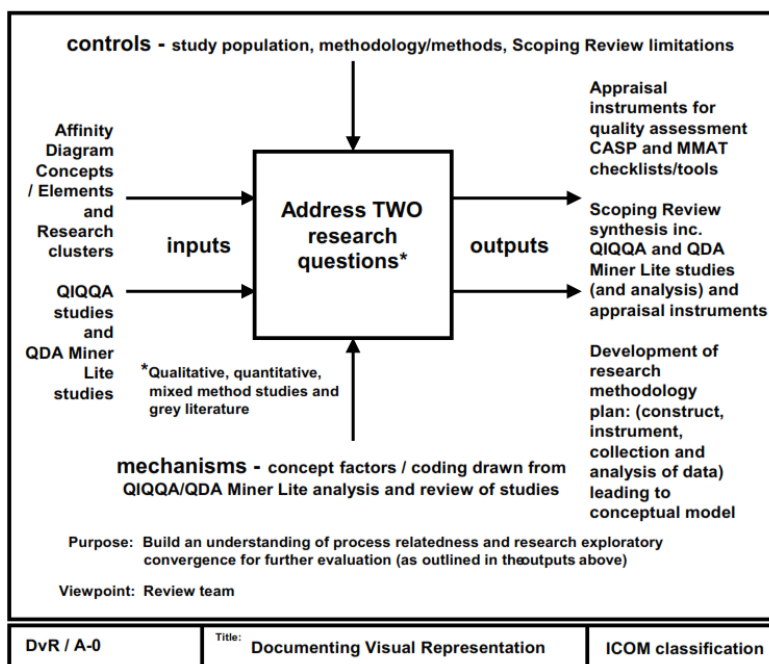 controls - study population, methodology/methods, Scoping Review limitations
Affinity
Diagram
Concepts
/ Elements
and
Research
clusters
QIQQA
studies
and
QDA Miner
Lite
studies
inputs
Address TWO
research
questions*
outputs
Appraisal
instruments for
quality assessment
CASP and MMAT
checklists/tools
Scoping Review
synthesis inc.
QIQQA and QDA
Miner Lite studies
(and analysis) and
appraisal instruments
Development of
research
methodology
plan: (construct,
instrument,
collection and
analysis of data)
leading to
conceptual model
*Qualitative, quantitative,
mixed method studies and
grey literature
mechanisms - concept factors / coding drawn from
QIQQA/QDA Miner Lite analysis and review of studies
Purpose: Build an understanding of process relatedness and research exploratory
convergence for further evaluation (as outlined in theoutputs above)
Viewpoint: Review team
DvR / A-0
Title: Documenting Visual Representation
ICOM classification